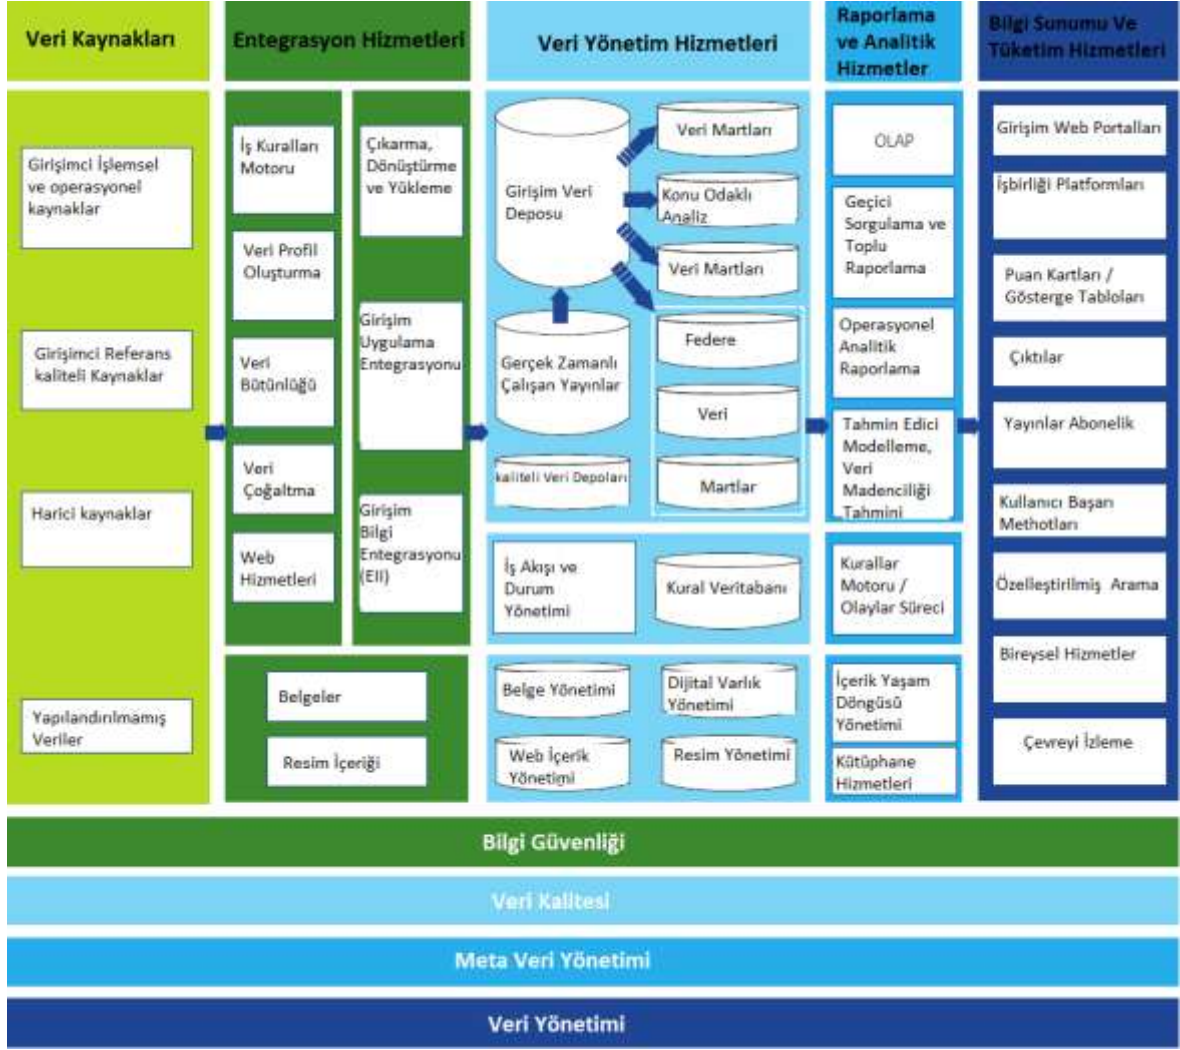 Veri Kaynakları
Entegrasyon Hizmetleri
Veri Yönetim Hizmetleri
Raporlama
ve Analitik
Hizmetler
Bilgi Sunumu Ve
Tüketim Hizmetleri
Girişimci İşlemsel
ve operasyonel
kaynaklar
Girişimci Referans
kaliteli Kaynaklar
Harici kaynaklar
Yapılandırılmamış
Veriler
İş Kuralları
Motoru
Veri Profil
Oluşturma
Veri
Bütünlüğü
Veri
Çoğaltma
Web
Hizmetleri
Çıkarma,
Dönüştürme
ve Yükleme
Girişim
Uygulama
Entegrasyonu
Girişim
Bilgi
Entegrasyonu
(EII)
Belgeler
Resim İçeriği
Girişim Veri
Deposu
Gerçek Zamanlı
Çalışan Yayınlar
kaliteli Veri Depoları
Veri Martları
Konu Odaklı
Analiz
Veri Martları
Federe
Veri
Martlar
İş Akışı ve
Durum
Yönetimi
Kural Veritabanı
Belge Yönetimi
Dijital Varlık
Yönetimi
Web İçerik
Yönetimi
Resim Yönetimi
OLAP
Geçici
Sorgulama ve
Toplu
Raporlama
Operasyonel
Analitik
Raporlama
Tahmin Edici
Modelleme,
Veri
Madenciliği
Tahmini
Kurallar
Motoru /
Olaylar Süreci
İçerik Yaşam
Döngüsü
Yönetimi
Kütüphane
Hizmetleri
Girişim Web Portalları
İşbirliği Platformları
Puan Kartları /
Gösterge Tabloları
Çıktılar
Yayınlar Abonelik
Kullanıcı Başarı
Methotları
Özelleştirilmiş Arama
Bireysel Hizmetler
Çevreyi İzleme
Bilgi Güvenliği
Veri Kalitesi
Meta Veri Yönetimi
Veri Yönetimi